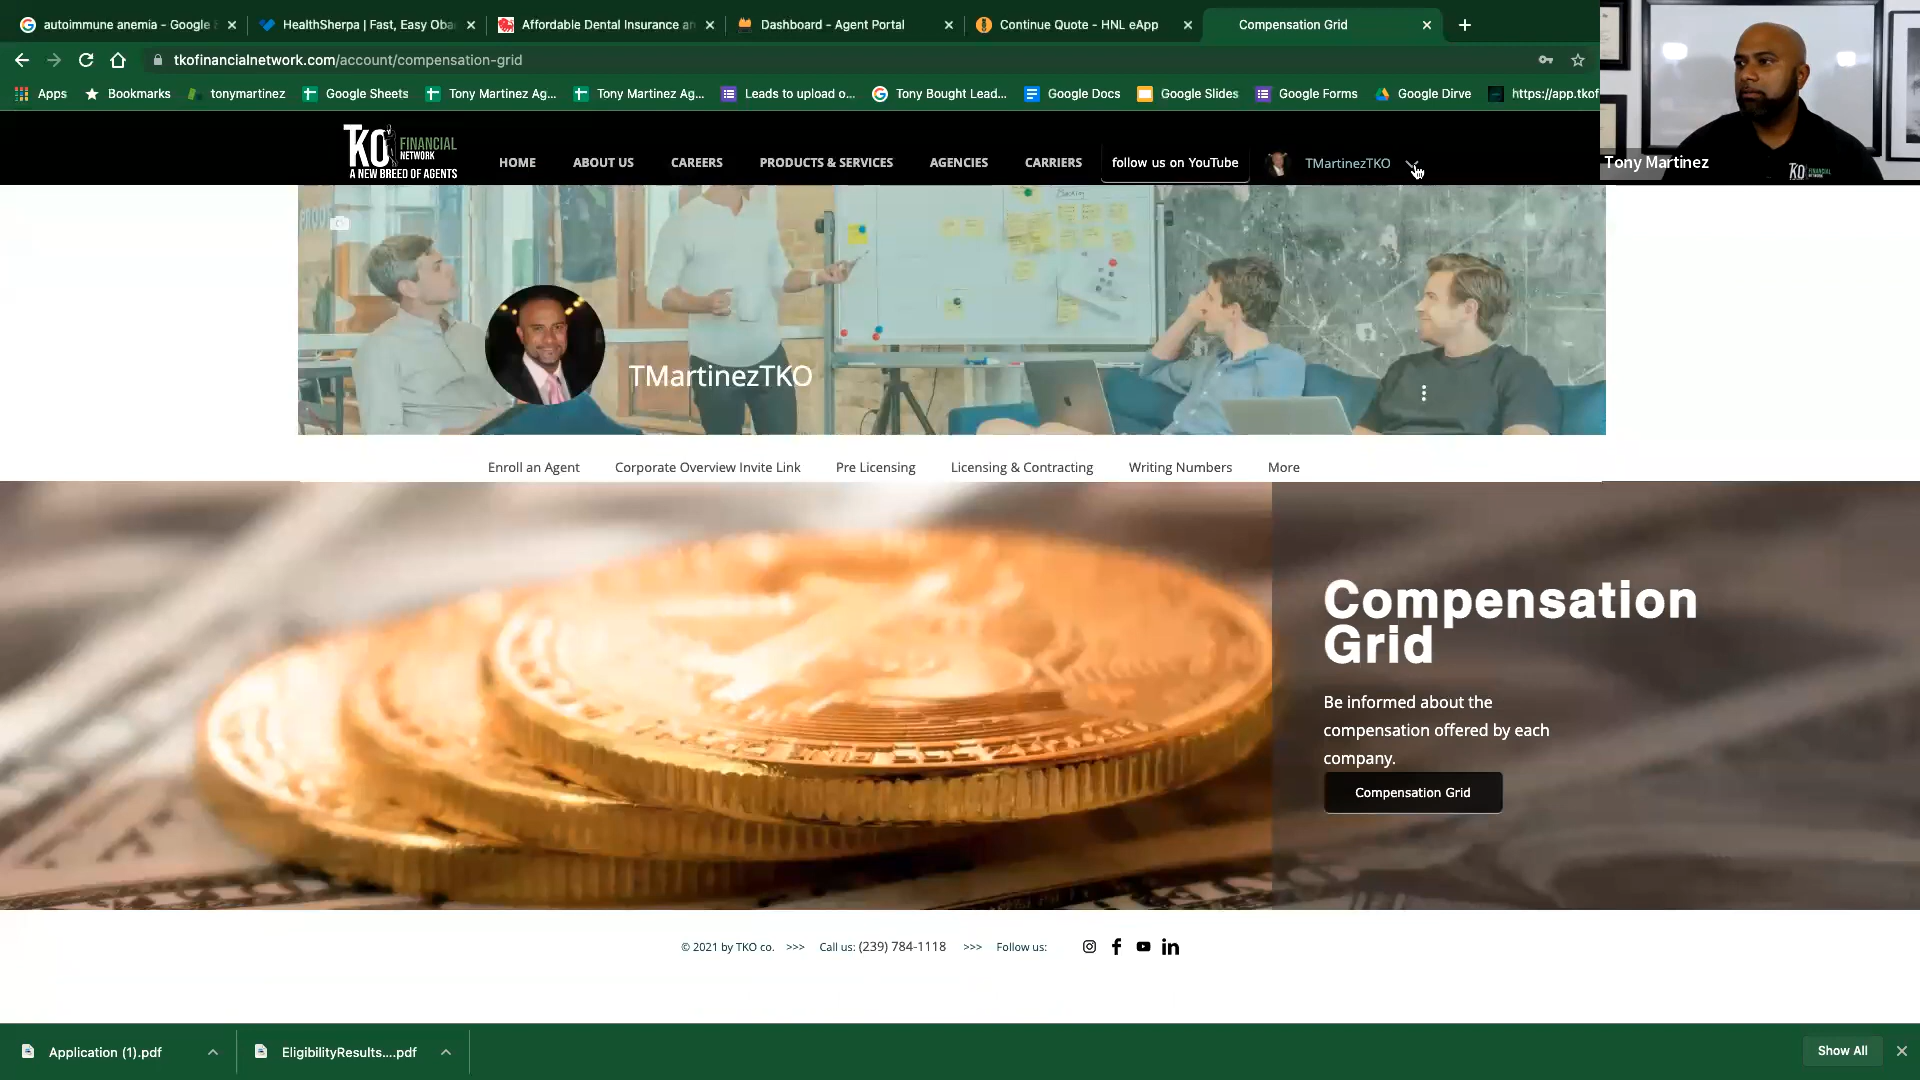 autoimmune anemia - Google
HealthSherpa | Fast, Easy Oba
Affordable Dental Insurance an
Dashboard - Agent Portal
Continue Quote - HNL eApp
Compensation Grid
tkofinancialnetwork.com/account/compensation-grid
Apps
Bookmarks
tonymartinez
Google Sheets
Tony Martinez Ag...
Tony Martinez Ag...
Leads to upload o...
Tony Bought Lead...
Google Docs
Google Slides
Google Forms
Google Dirve
https://app.tkof
TKO FINANCIAL
NETWORK
A NEW BREED OF AGENTS
HOME
ABOUT US
CAREERS
PRODUCTS & SERVICES
AGENCIES
CARRIERS
follow us on YouTube
TMartinezTKO
Tony Martinez
TKO
TMartinezTKO
Enroll an Agent
Corporate Overview Invite Link
Pre Licensing
Licensing & Contracting
Writing Numbers
More
Compensation
Grid
Be informed about the
compensation offered by each
company.
Compensation Grid
© 2021 by TKO co. >>> Call us: (239) 784-1118 >>> Follow us:
Application (1).pdf
EligibilityResults....pdf
Show All